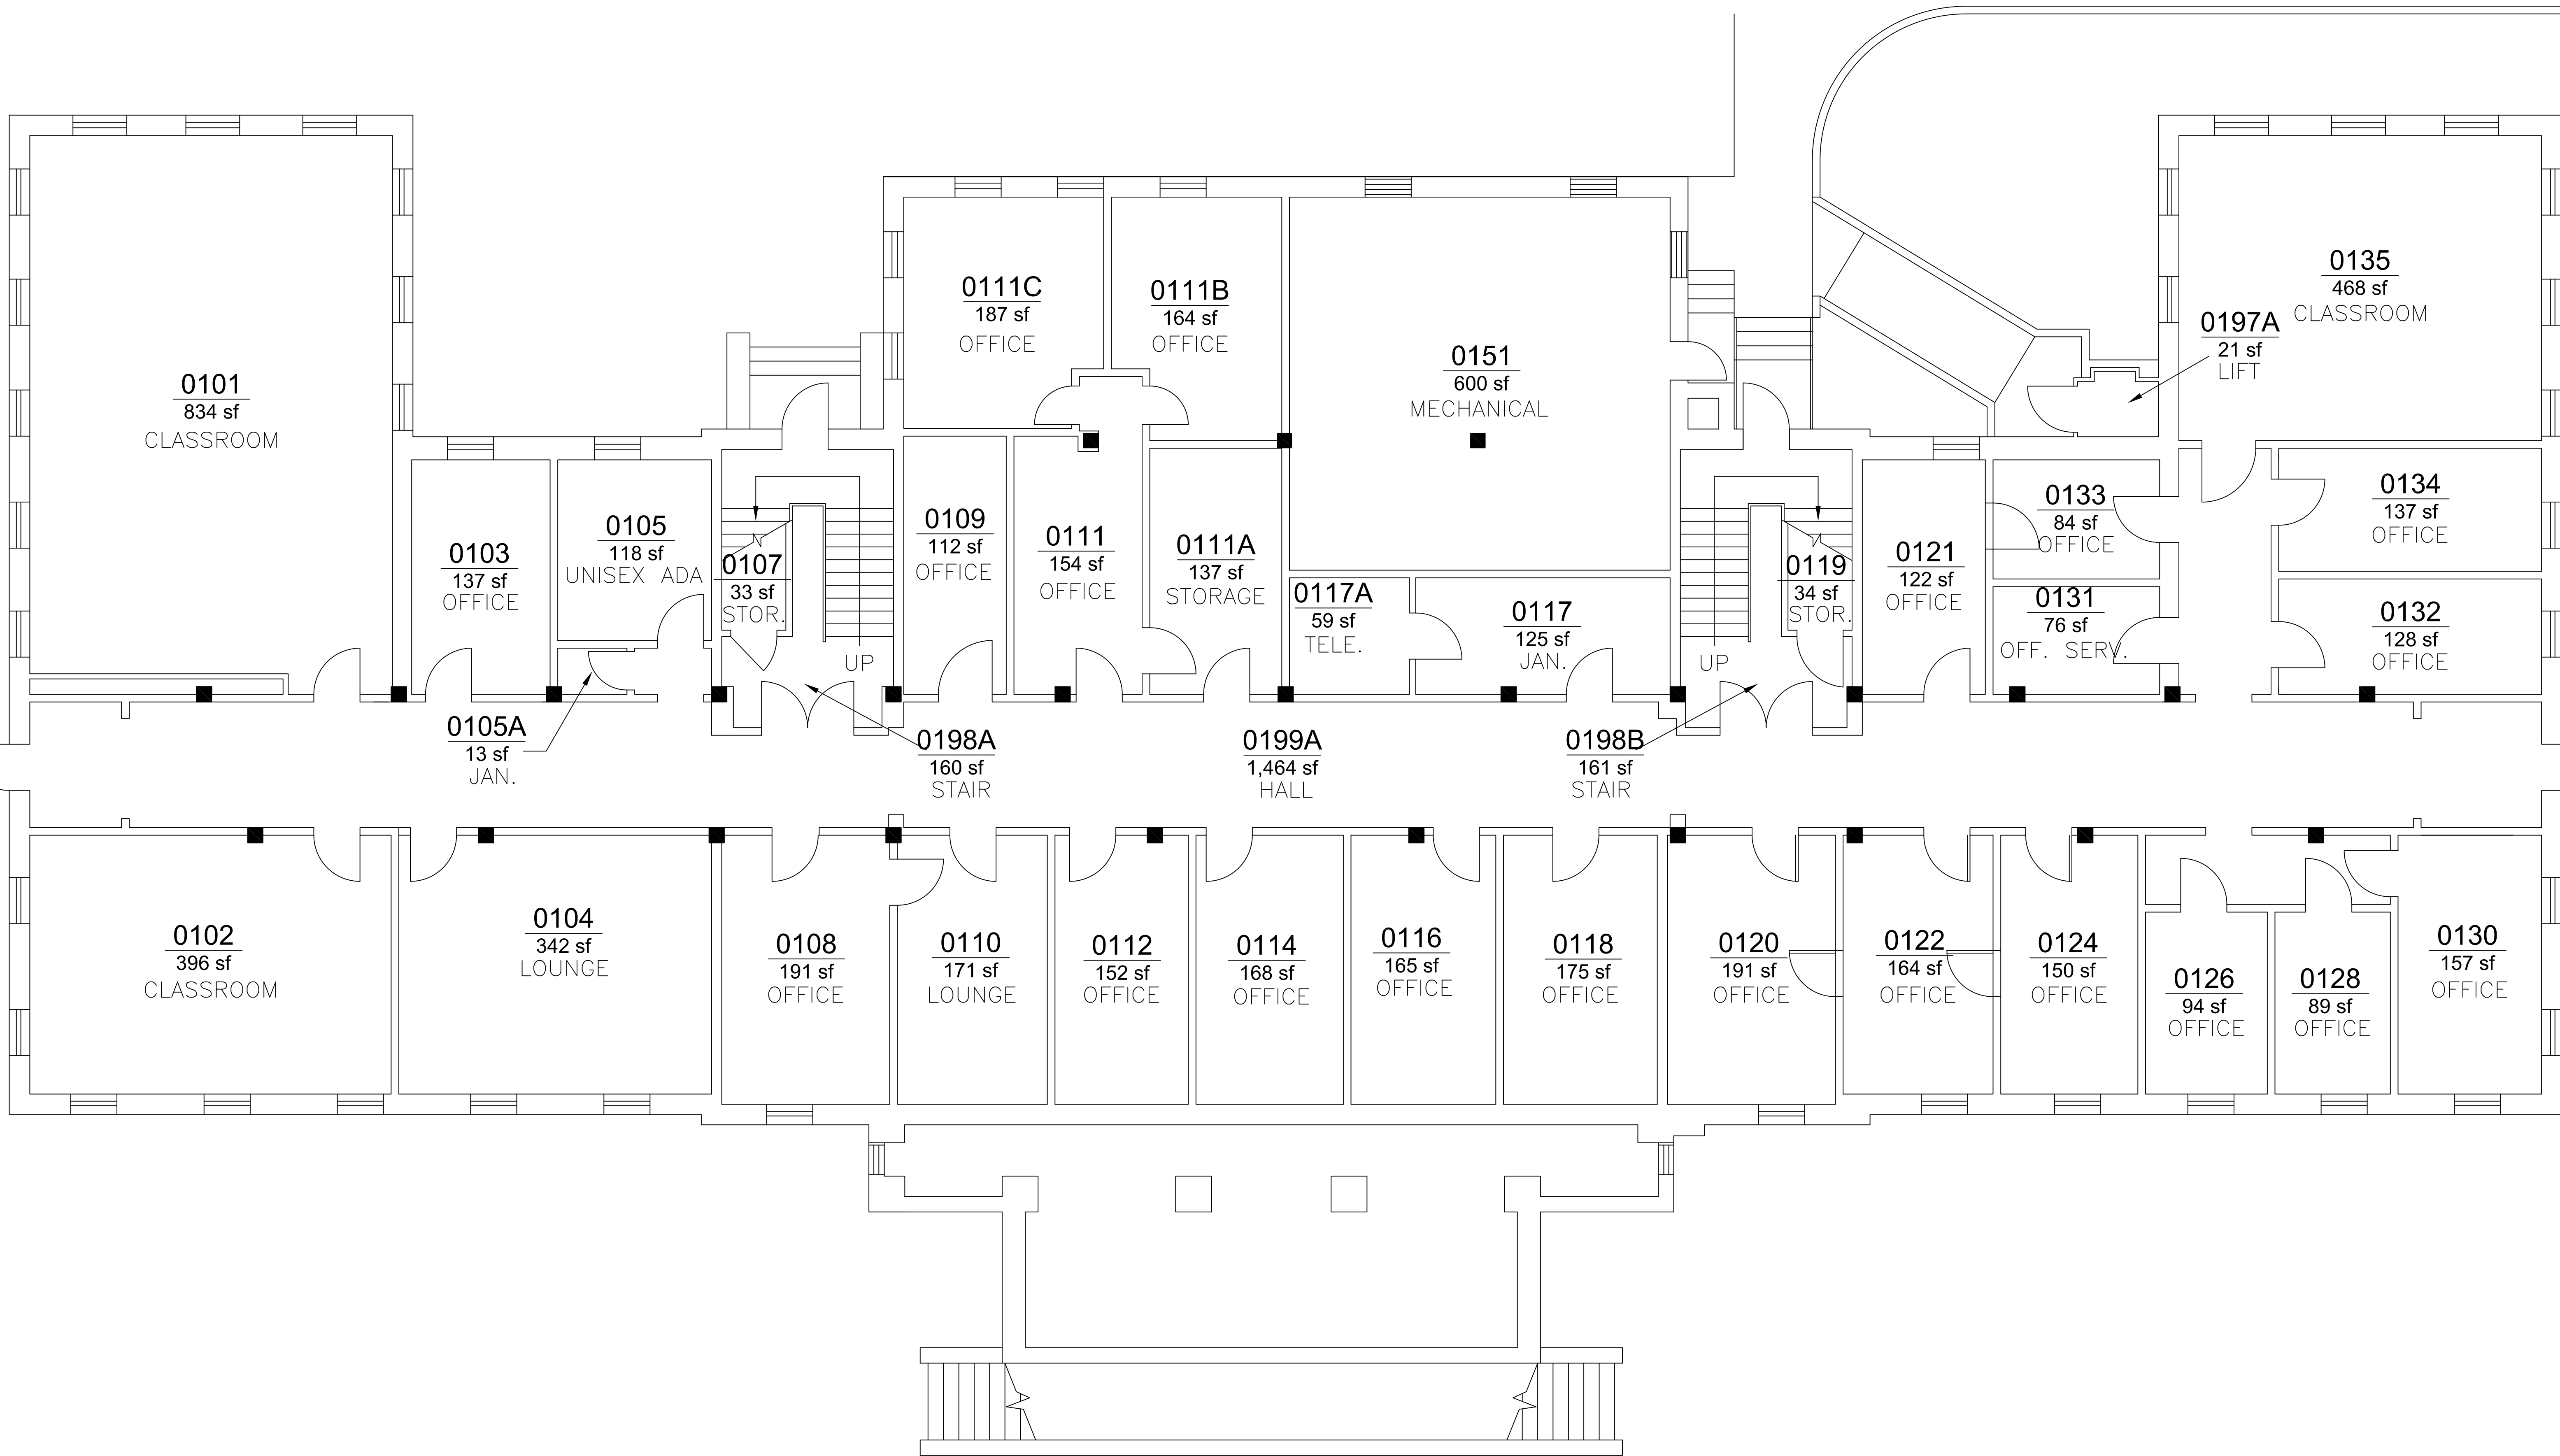 0101
834 sf
CLASSROOM
0103
137 sf
OFFICE
0105
118 sf
UNISEX ADA
0107
33 sf
STOR.
0111C
187 sf
OFFICE
0111B
164 sf
OFFICE
0109
112 sf
OFFICE
0111
154 sf
OFFICE
0111A
137 sf
STORAGE
0151
600 sf
MECHANICAL
0117A
59 sf
TELE.
0117
125 sf
JAN.
0119
34 sf
STOR.
0121
122 sf
OFFICE
0133
84 sf
OFFICE
0131
76 sf
OFF. SERV.
0197A
21 sf
LIFT
0135
468 sf
CLASSROOM
0134
137 sf
OFFICE
0132
128 sf
OFFICE
UP
UP
0105A
13 sf
JAN.
0198A
160 sf
STAIR
0199A
1,464 sf
HALL
0198B
161 sf
STAIR
0102
396 sf
CLASSROOM
0104
342 sf
LOUNGE
0108
191 sf
OFFICE
0110
171 sf
LOUNGE
0112
152 sf
OFFICE
0114
168 sf
OFFICE
0116
165 sf
OFFICE
0118
175 sf
OFFICE
0120
191 sf
OFFICE
0122
164 sf
OFFICE
0124
150 sf
OFFICE
0126
94 sf
OFFICE
0128
89 sf
OFFICE
0130
157 sf
OFFICE